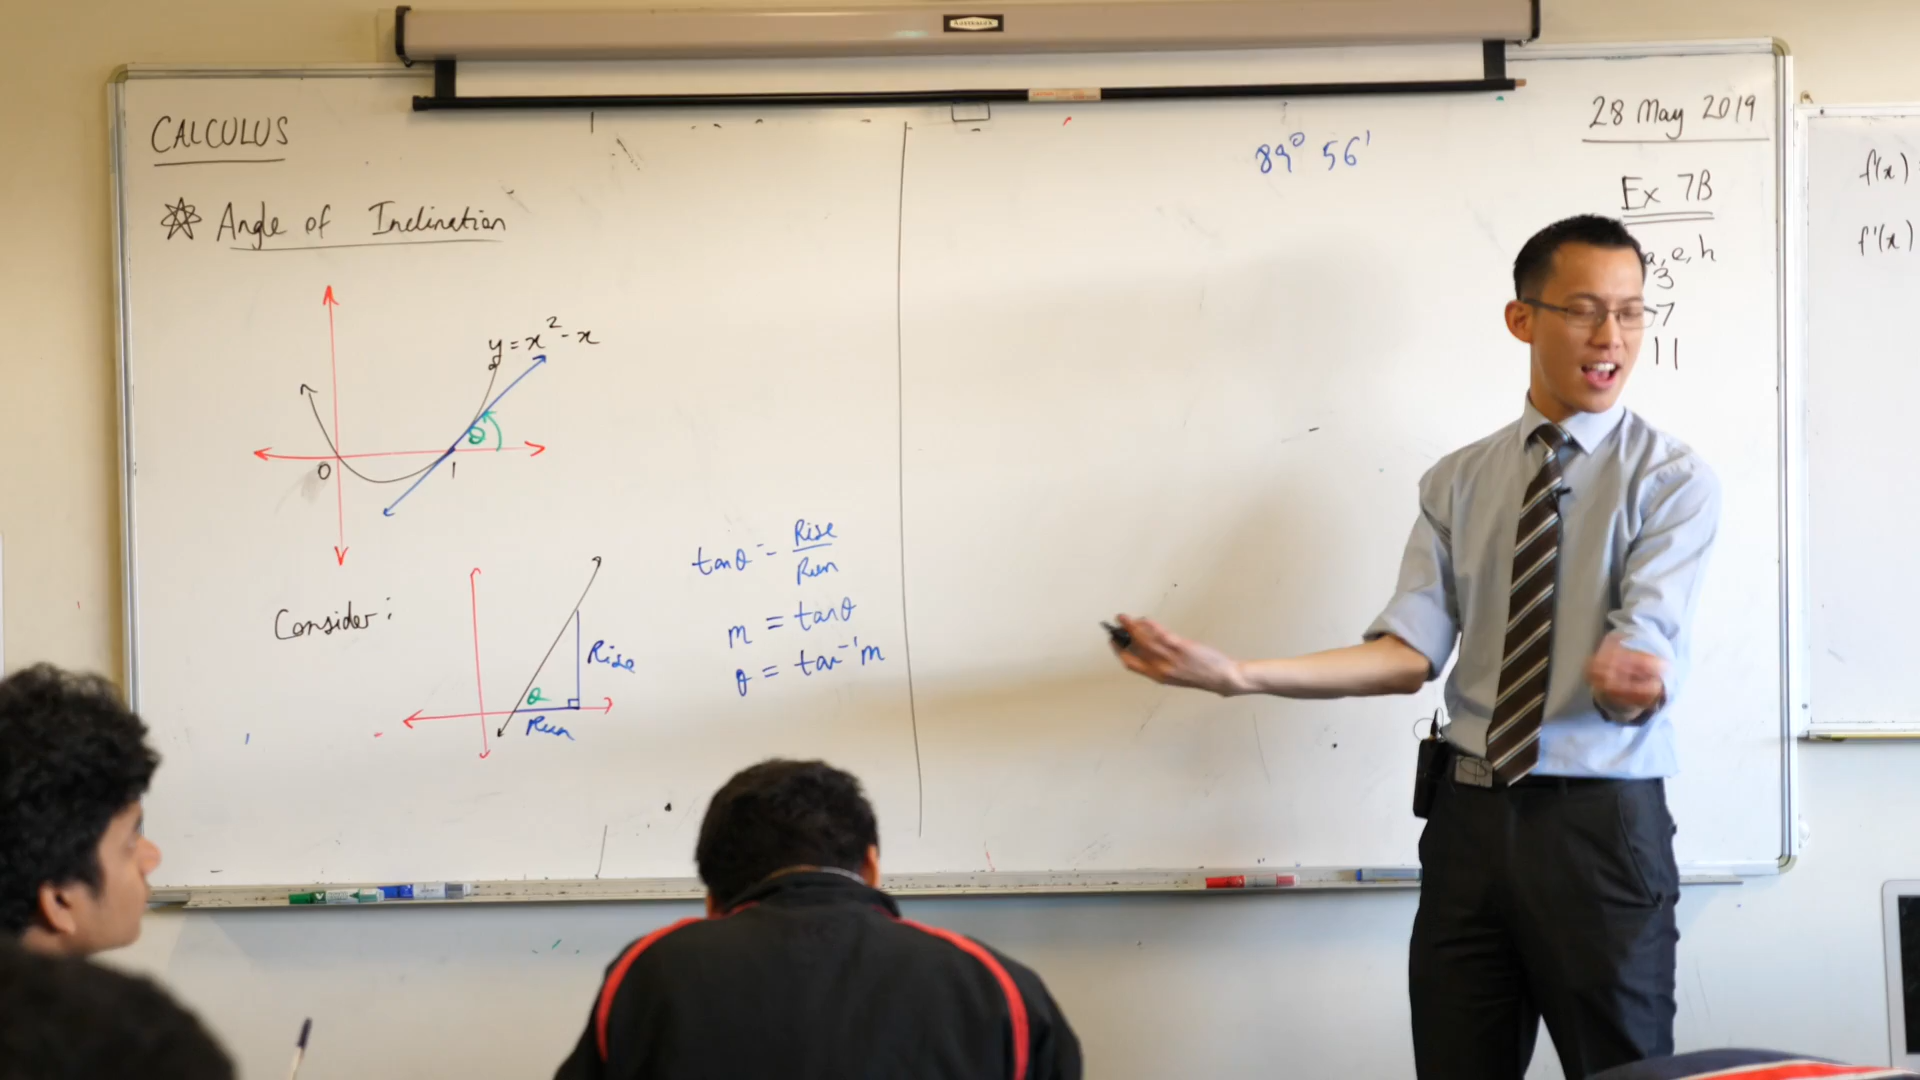 CALCULUS
Angle of Inclination
y = x² - x
0
1
θ
Consider:
Rise
θ
Run
tanθ = Rise/Run
m = tanθ
θ = tan⁻¹m
89° 56'
28 May 2019
Ex 7B
a, e, h
3
7
11
f(x)
f'(x)